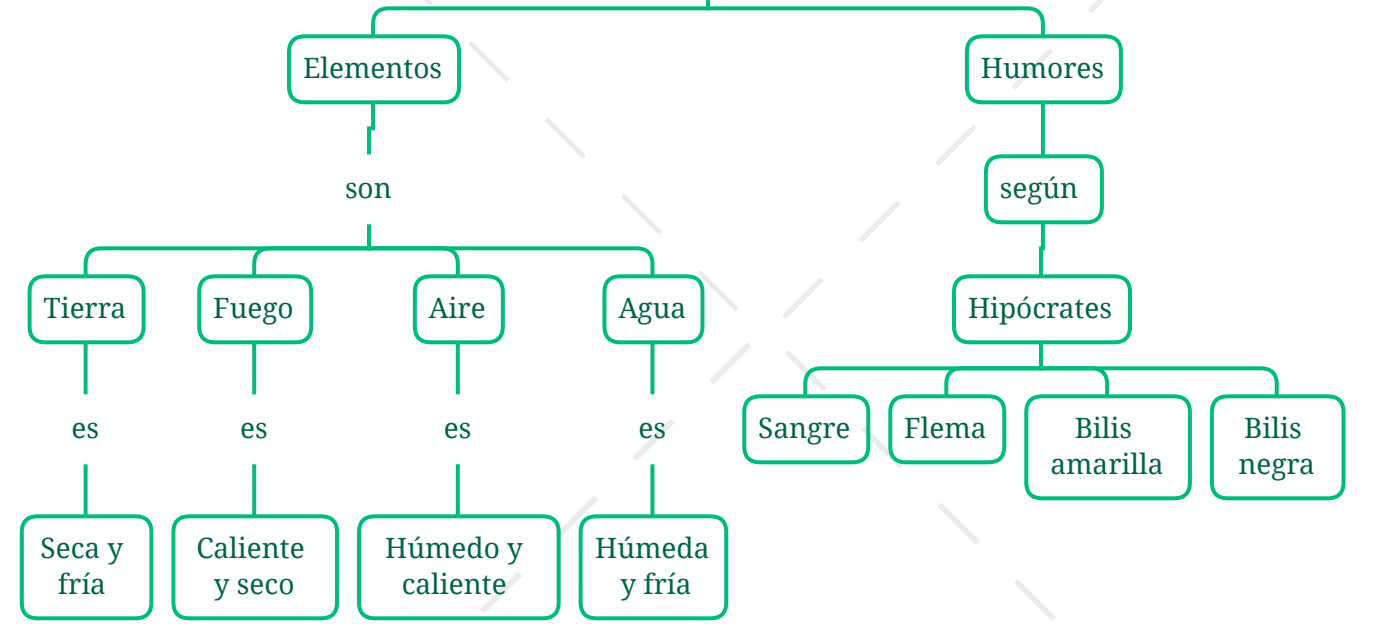 Elementos
Humores
son
según
Tierra
Fuego
Aire
Agua
Hipócrates
es
es
es
es
Sangre
Flema
Bilis
amarilla
Bilis
negra
Seca y
fría
Caliente
y seco
Húmedo y
caliente
Húmeda
y fría